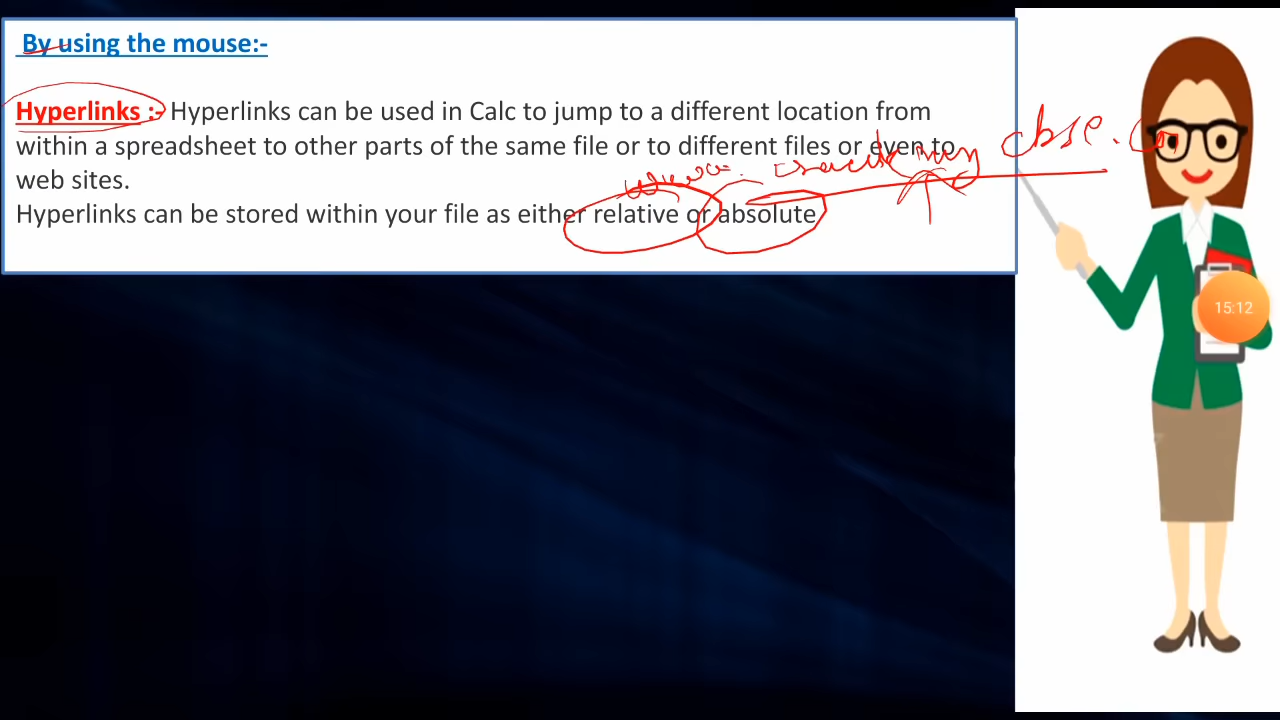 By using the mouse:-
Hyperlinks :- Hyperlinks can be used in Calc to jump to a different location from
within a spreadsheet to other parts of the same file or to different files or even to
web sites.
cbse.
Hyperlinks can be stored within your file as either relative or absolute
15:12